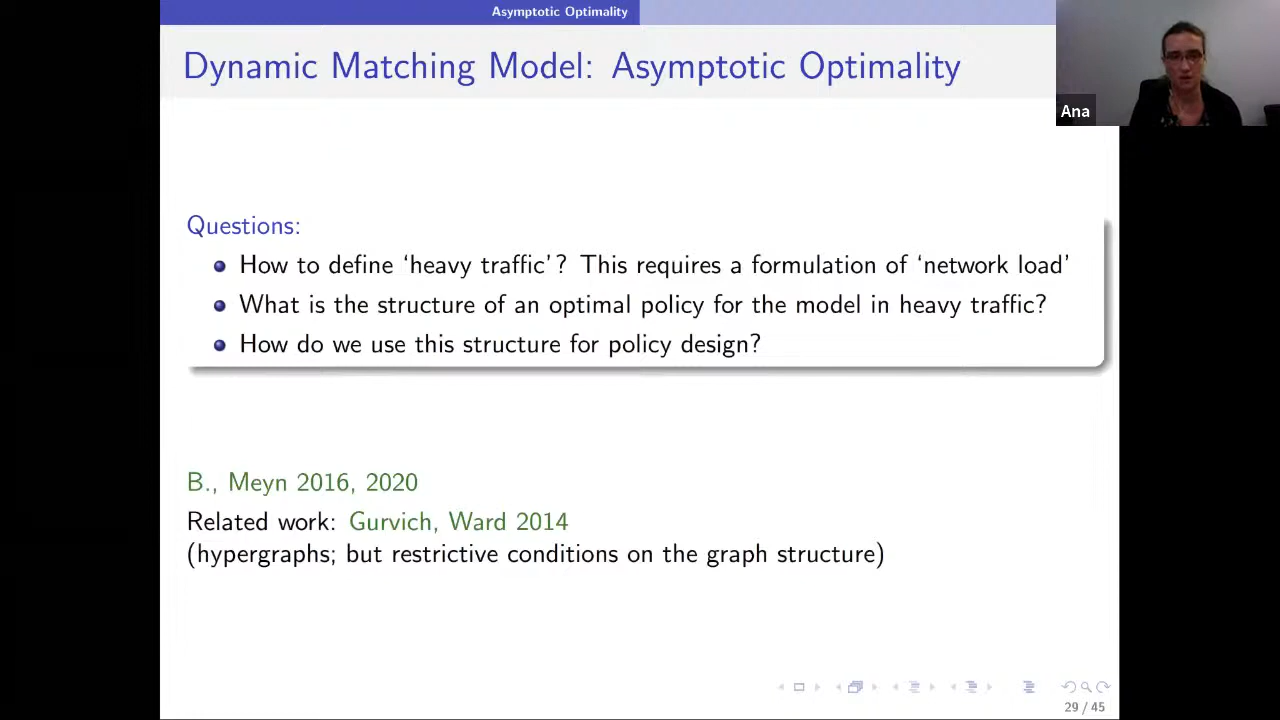 Asymptotic Optimality
Dynamic Matching Model: Asymptotic Optimality
Ana
Questions:
How to define ‘heavy traffic’? This requires a formulation of ‘network load’
What is the structure of an optimal policy for the model in heavy traffic?
How do we use this structure for policy design?
B., Meyn 2016, 2020
Related work: Gurvich, Ward 2014
(hypergraphs; but restrictive conditions on the graph structure)
29 / 45